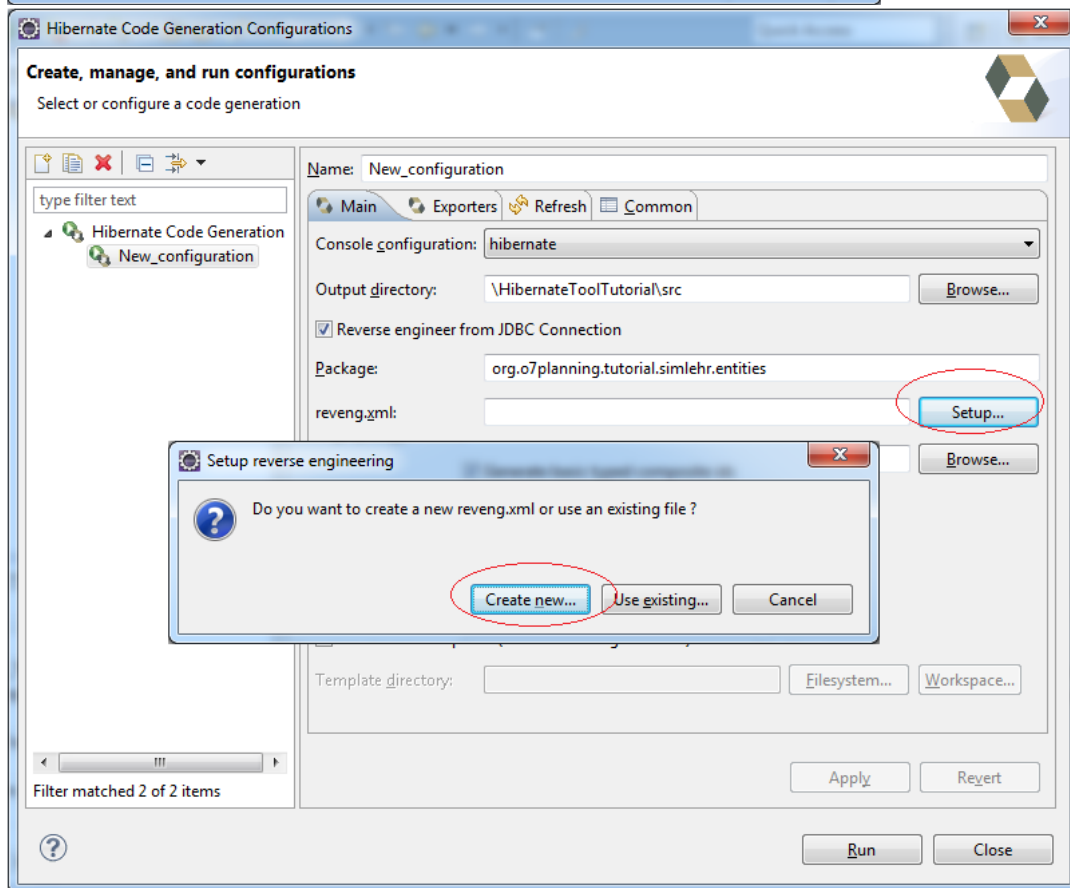 Hibernate Code Generation Configurations
Create, manage, and run configurations
Select or configure a code generation
type filter text
Hibernate Code Generation
New_configuration
Filter matched 2 of 2 items
Name: New_configuration
Main Exporters Refresh Common
Console configuration: hibernate
Output directory: \HibernateToolTutorial\src Browse...
Reverse engineer from JDBC Connection
Package: org.o7planning.tutorial.simlehr.entities
reveng.xml: Setup...
Browse...
Setup reverse engineering
Do you want to create a new reveng.xml or use an existing file ?
Create new... Use existing... Cancel
Template directory: Filesystem... Workspace...
Apply Revert
Run Close